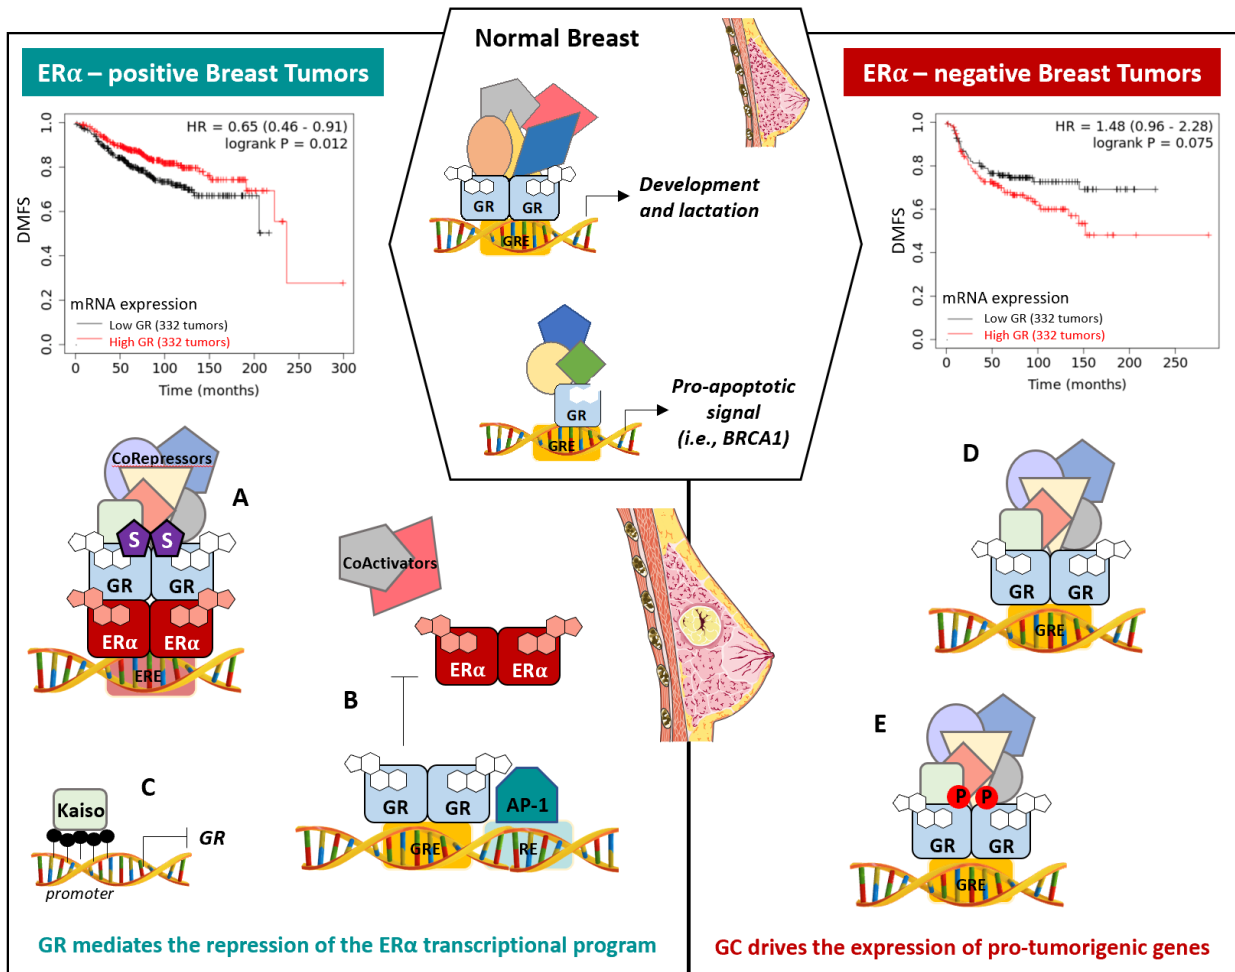 Normal Breast
GR
GR
GRE
Development
and lactation
GR
GRE
Pro-apoptotic
signal
(i.e., BRCA1)
ERα – positive Breast Tumors
HR = 0.65 (0.46 - 0.91)
logrank P = 0.012
DMFS
1.0
0.8
0.6
0.4
0.2
0.0
mRNA expression
Low GR (332 tumors)
High GR (332 tumors)
0 50 100 150 200 250 300
Time (months)
ERα – negative Breast Tumors
HR = 1.48 (0.96 - 2.28)
logrank P = 0.075
DMFS
1.0
0.8
0.6
0.4
0.2
0.0
mRNA expression
Low GR (332 tumors)
High GR (332 tumors)
0 50 100 150 200 250
Time (months)
CoRepressors
A
S S
GR GR
ERα ERα
ERE
CoActivators
ERα ERα
B
GR GR
AP-1
GRE
RE
C
Kaiso
GR
promoter
GR mediates the repression of the ERα transcriptional program
D
GR GR
GRE
E
P P
GR GR
GRE
GC drives the expression of pro-tumorigenic genes